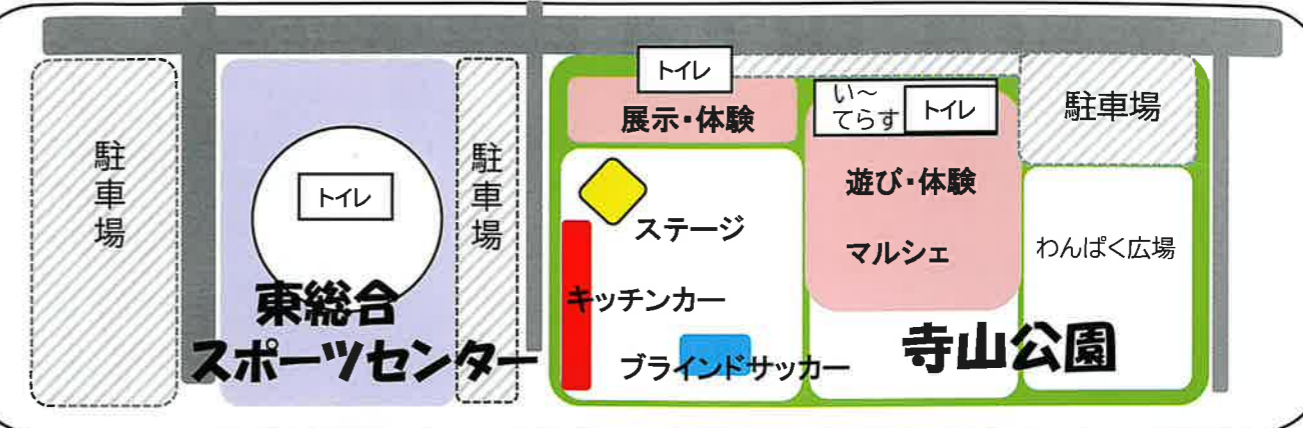 駐車場
トイレ
東総合
スポーツセンター
駐車場
トイレ
展示・体験
ステージ
キッチンカー
ブラインドサッカー
い～
てらす
トイレ
遊び・体験
マルシェ
寺山公園
駐車場
わんぱく広場